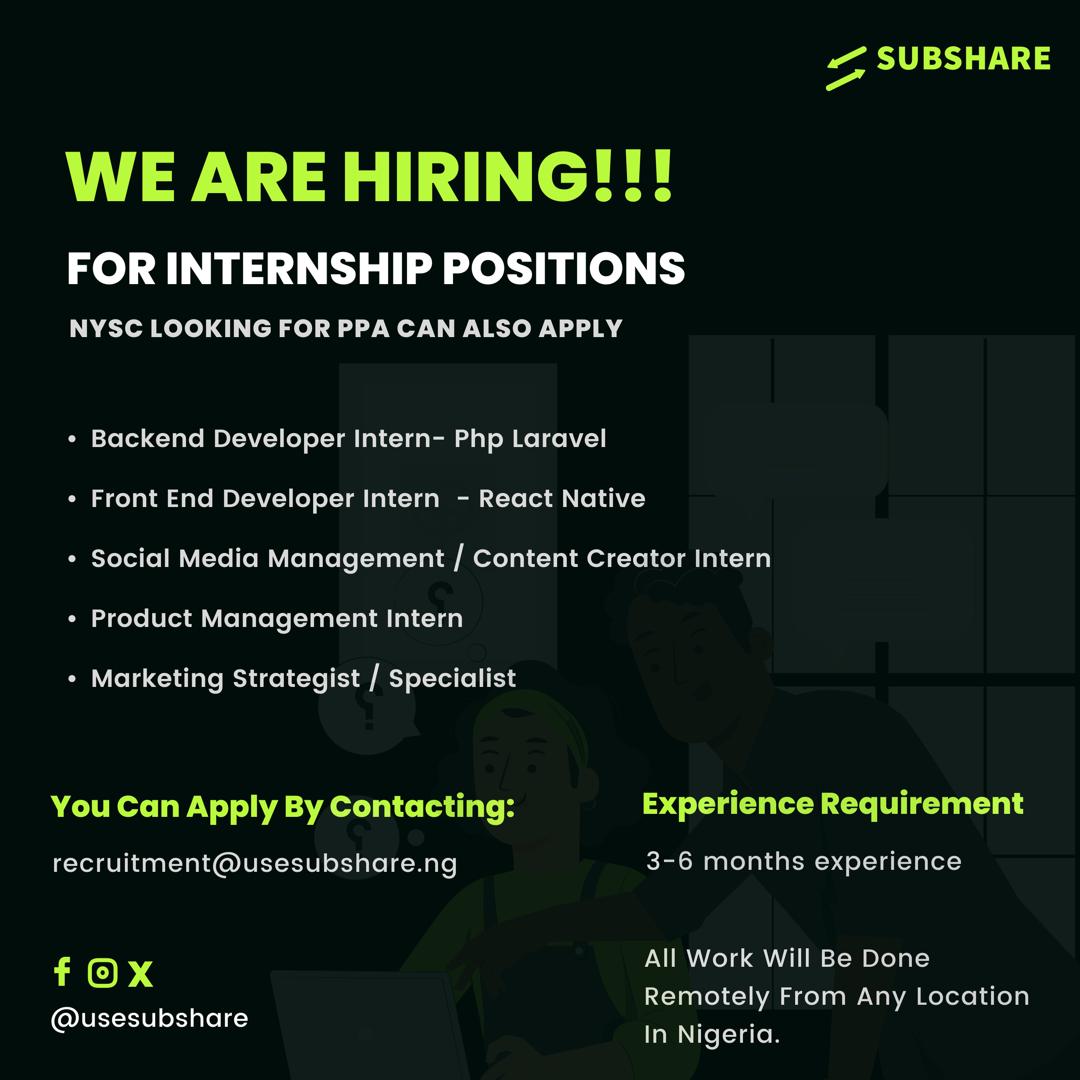 SUBSHARE
WE ARE HIRING!!!
FOR INTERNSHIP POSITIONS
NYSC LOOKING FOR PPA CAN ALSO APPLY
• Backend Developer Intern- Php Laravel
• Front End Developer Intern - React Native
• Social Media Management / Content Creator Intern
• Product Management Intern
• Marketing Strategist / Specialist
You Can Apply By Contacting:
recruitment@usesubshare.ng
@usesubshare
Experience Requirement
3-6 months experience
All Work Will Be Done
Remotely From Any Location
In Nigeria.